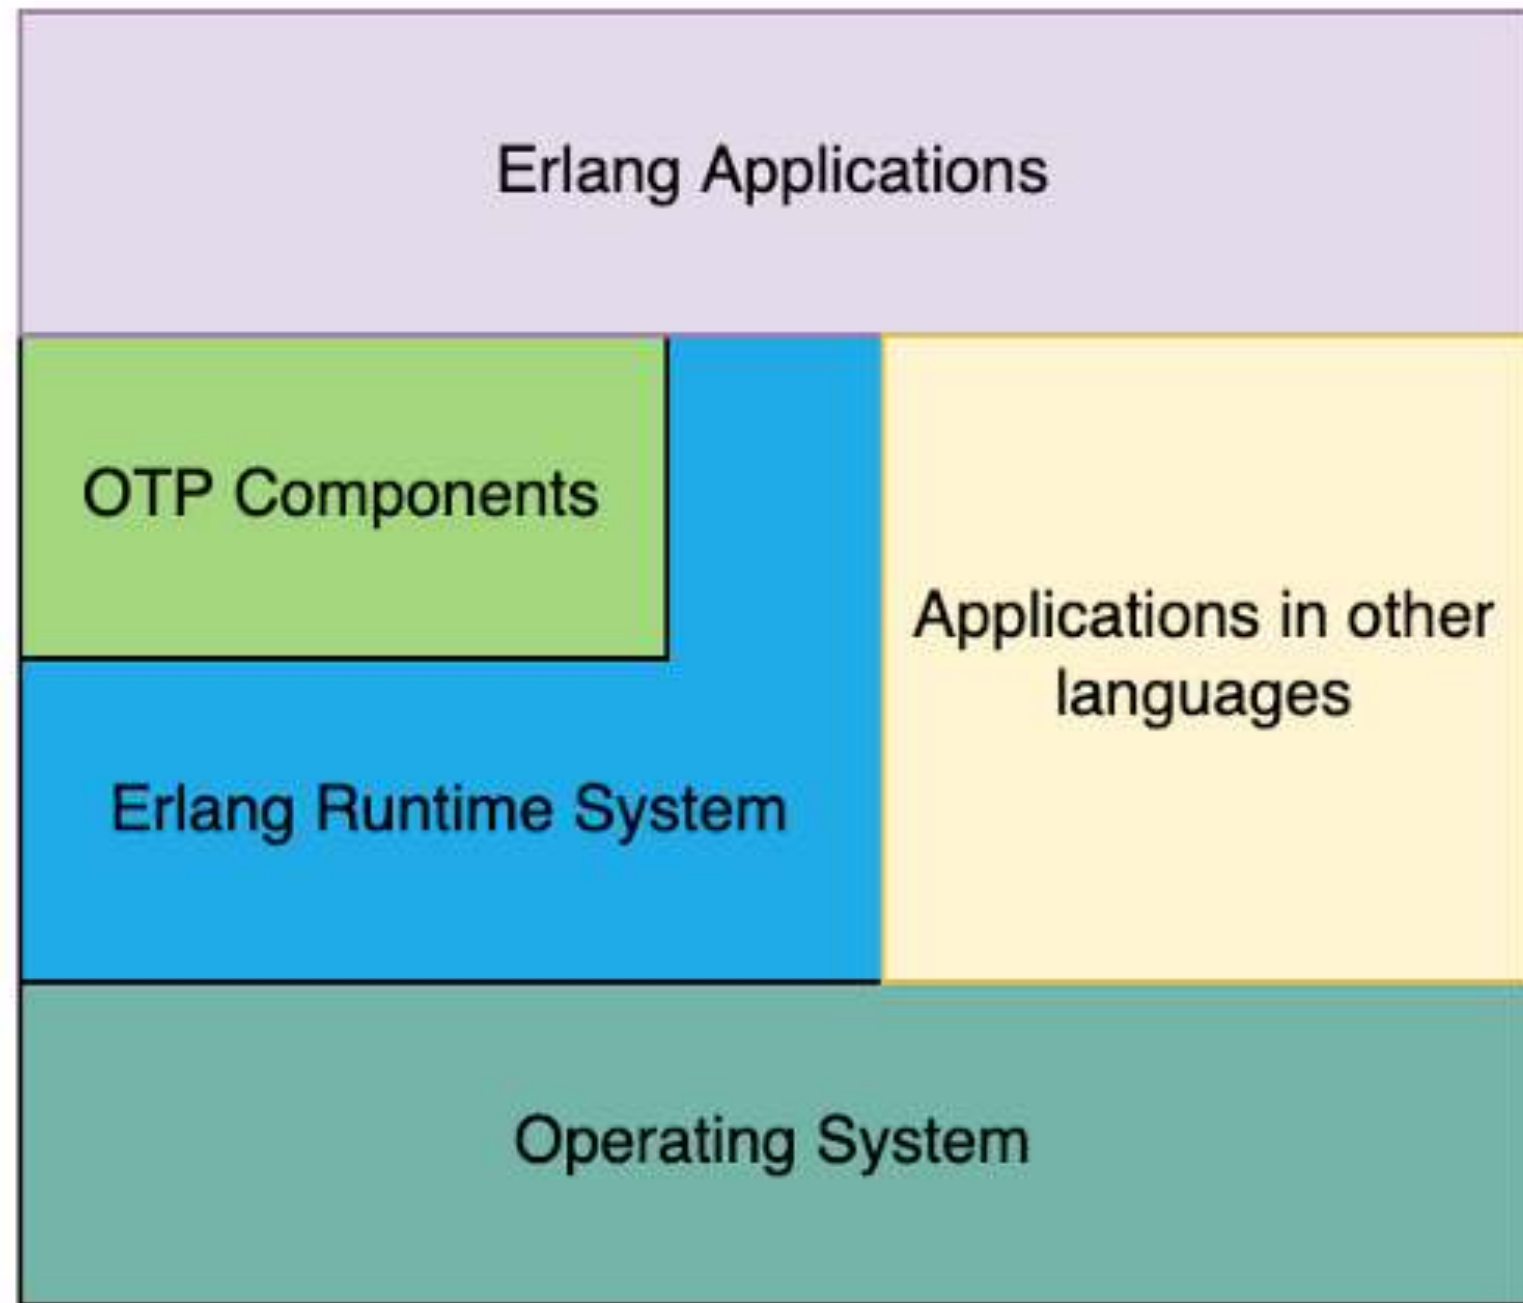 Erlang Applications
OTP Components
Applications in other
languages
Erlang Runtime System
Operating System